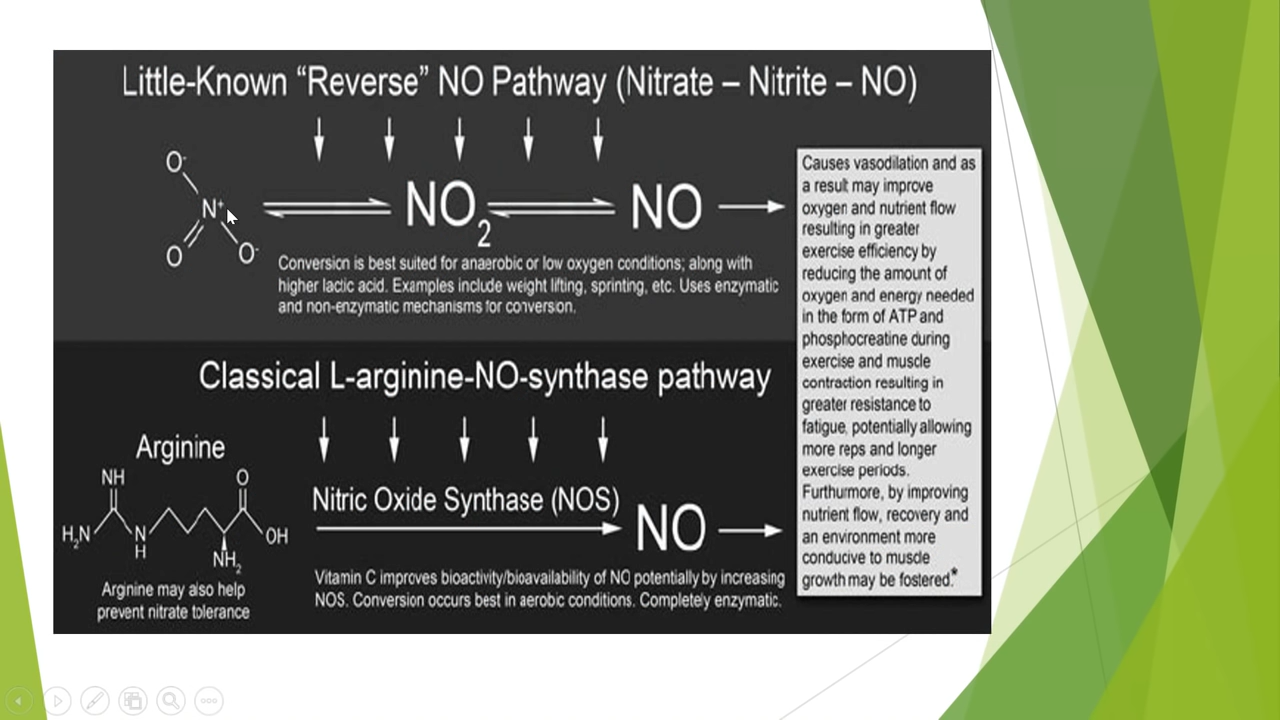 Little-Known “Reverse” NO Pathway (Nitrate – Nitrite – NO)
O-
N+
O
O-
NO2
NO
Conversion is best suited for anaerobic or low oxygen conditions; along with
higher lactic acid. Examples include weight lifting, sprinting, etc. Uses enzymatic
and non-enzymatic mechanisms for conversion.
Classical L-arginine-NO-synthase pathway
Arginine
NH
O
H2N
N
H
NH2
OH
Arginine may also help
prevent nitrate tolerance
Nitric Oxide Synthase (NOS)
NO
Vitamin C improves bioactivity/bioavailability of NO potentially by increasing
NOS. Conversion occurs best in aerobic conditions. Completely enzymatic.
Causes vasodilation and as
a result may improve
oxygen and nutrient flow
resulting in greater
exercise efficiency by
reducing the amount of
oxygen and energy needed
in the form of ATP and
phosphocreatine during
exercise and muscle
contraction resulting in
greater resistance to
fatigue, potentially allowing
more reps and longer
exercise periods.
Furthermore, by improving
nutrient flow, recovery and
an environment more
conducive to muscle
growth may be fostered.*